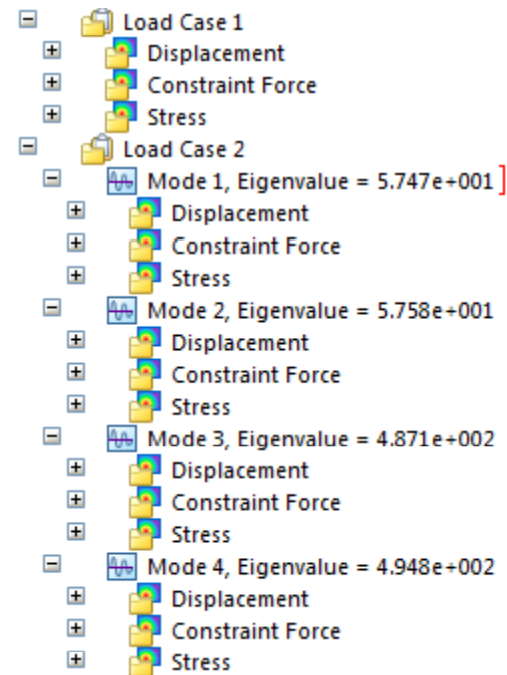 Load Case 1
Displacement
Constraint Force
Stress
Load Case 2
Mode 1, Eigenvalue = 5.747e+001]
Displacement
Constraint Force
Stress
Mode 2, Eigenvalue = 5.758e+001
Displacement
Constraint Force
Stress
Mode 3, Eigenvalue = 4.871e+002
Displacement
Constraint Force
Stress
Mode 4, Eigenvalue = 4.948e+002
Displacement
Constraint Force
Stress